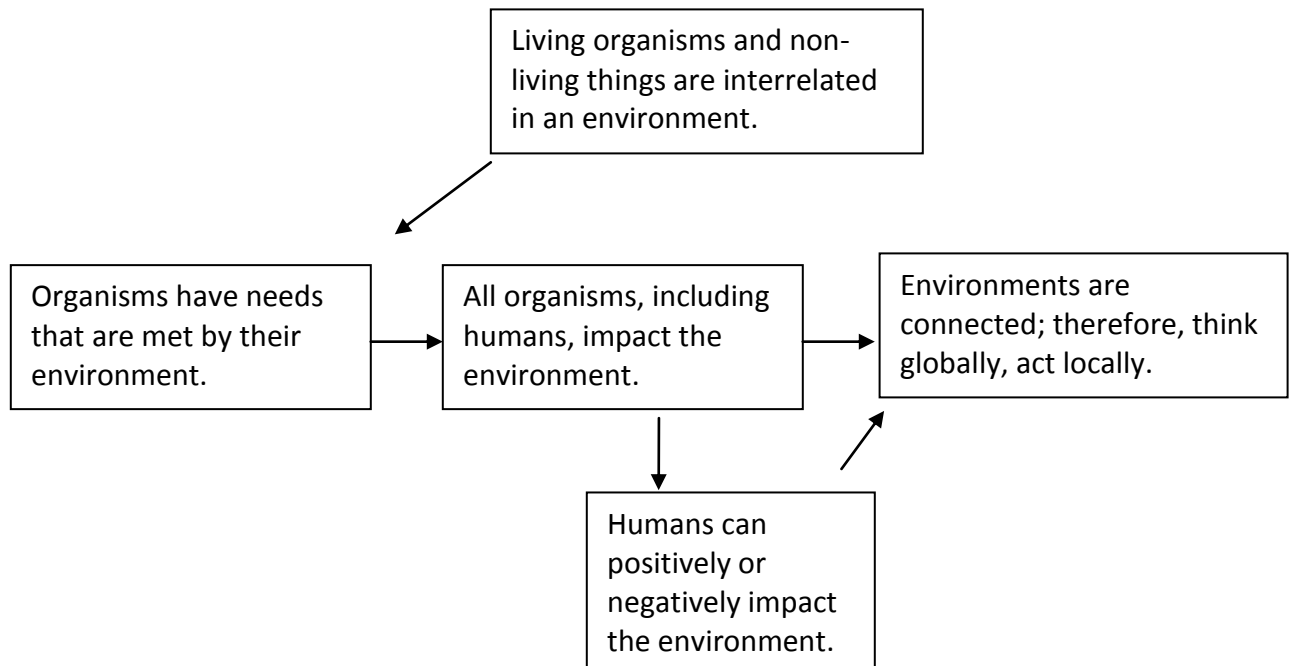 Living organisms and non-
living things are interrelated
in an environment.
Organisms have needs
that are met by their
environment.
All organisms, including
humans, impact the
environment.
Environments are
connected; therefore, think
globally, act locally.
Humans can
positively or
negatively impact
the environment.